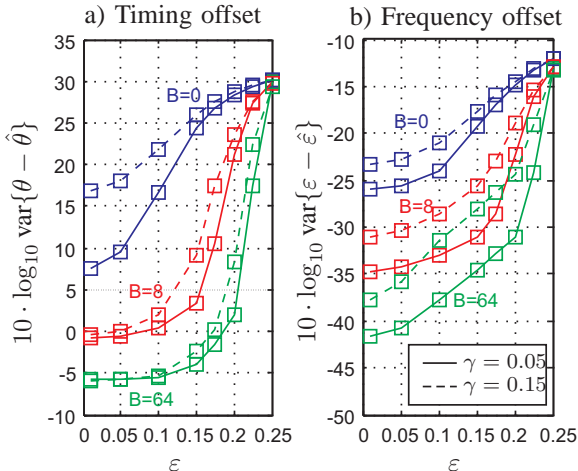 a) Timing offset
b) Frequency offset
10 · log10 var{θ − θ̂}
35
30
25
20
15
10
5
0
-5
-10
B=0
B=8
B=64
0 0.05 0.1 0.15 0.2 0.25
ε
10 · log10 var{ε − ε̂}
-10
-15
-20
-25
-30
-35
-40
-45
-50
B=0
B=8
B=64
γ = 0.05
γ = 0.15
0 0.05 0.1 0.15 0.2 0.25
ε